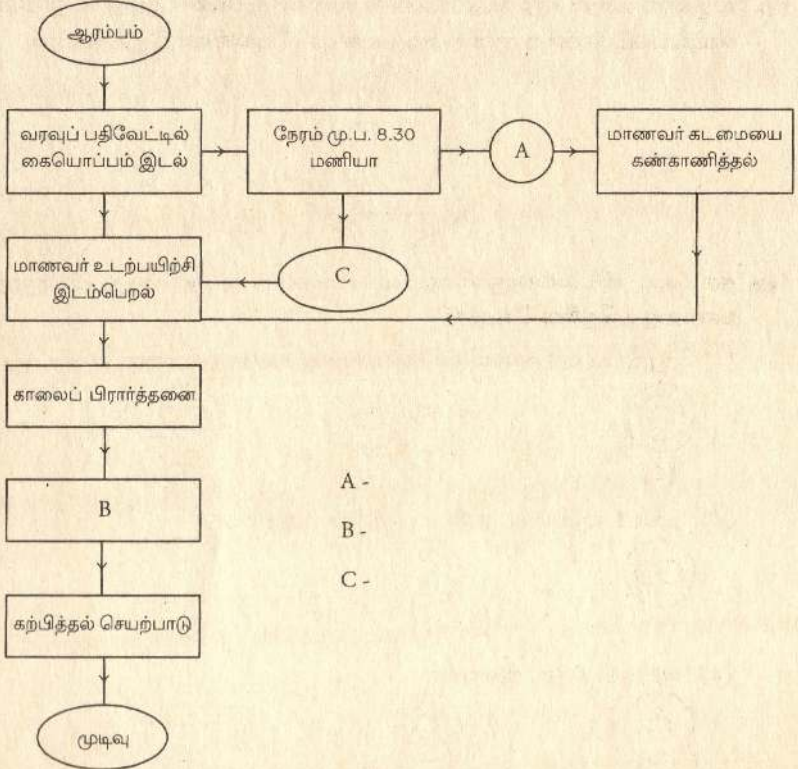 ஆரம்பம்
வரவுப் பதிவேட்டில்
கையொப்பம் இடல்
நேரம் மு.ப. 8.30
மணியா
A
மாணவர் கடமையை
கண்காணித்தல்
மாணவர் உடற்பயிற்சி
இடம்பெறல்
C
காலைப் பிரார்த்தனை
B
A -
B -
C -
கற்பித்தல் செயற்பாடு
முடிவு